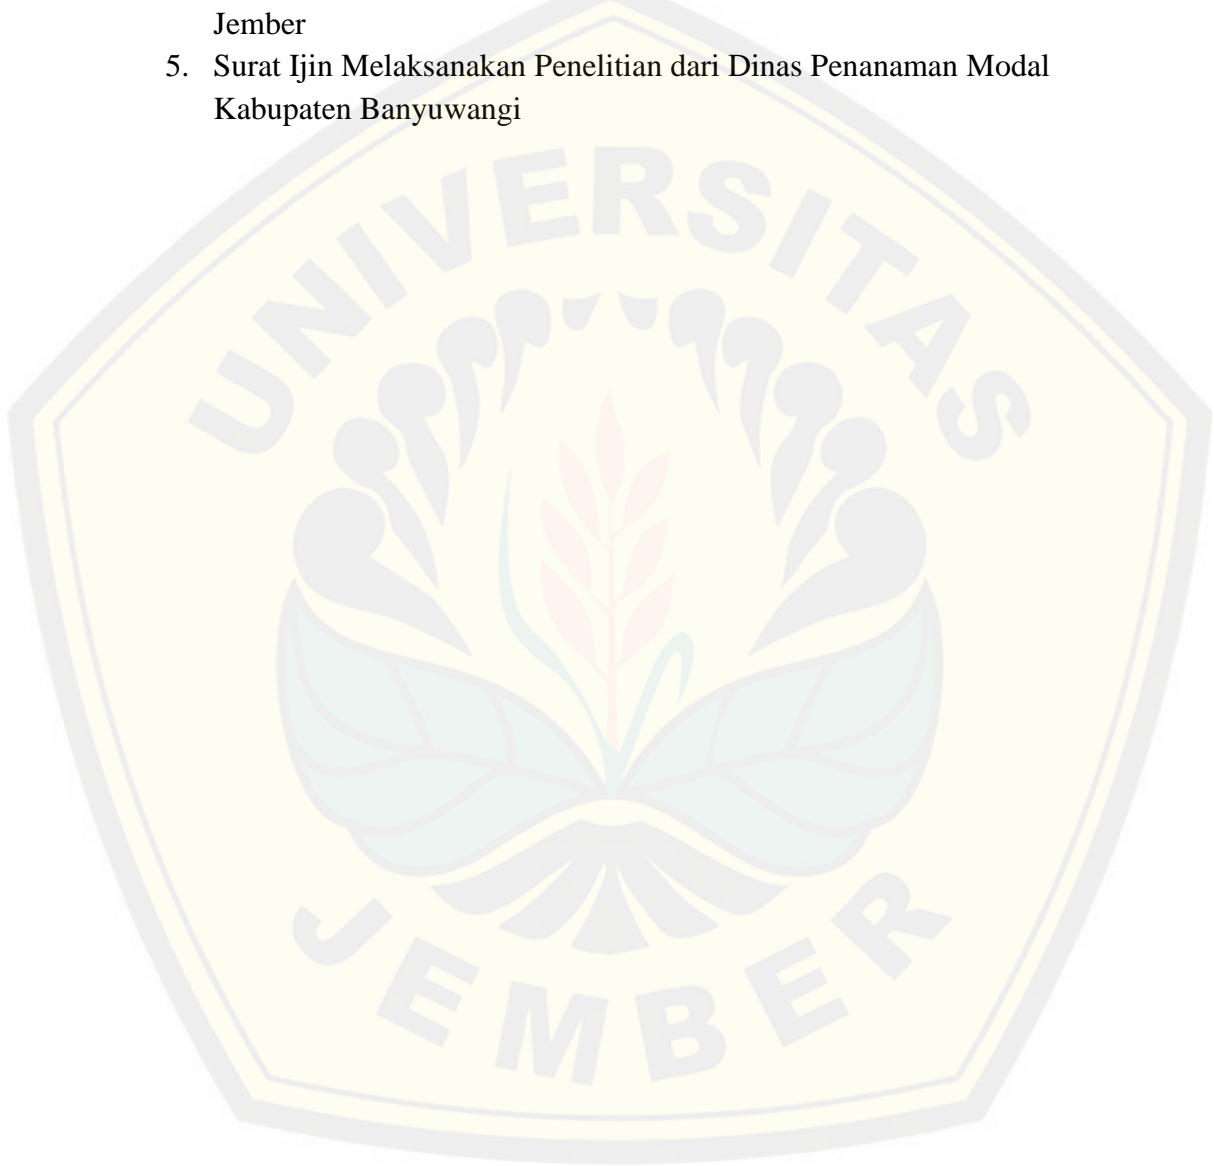 Jember
5. Surat Ijin Melaksanakan Penelitian dari Dinas Penanaman Modal
Kabupaten Banyuwangi
UNIVERSITAS
JEMBER